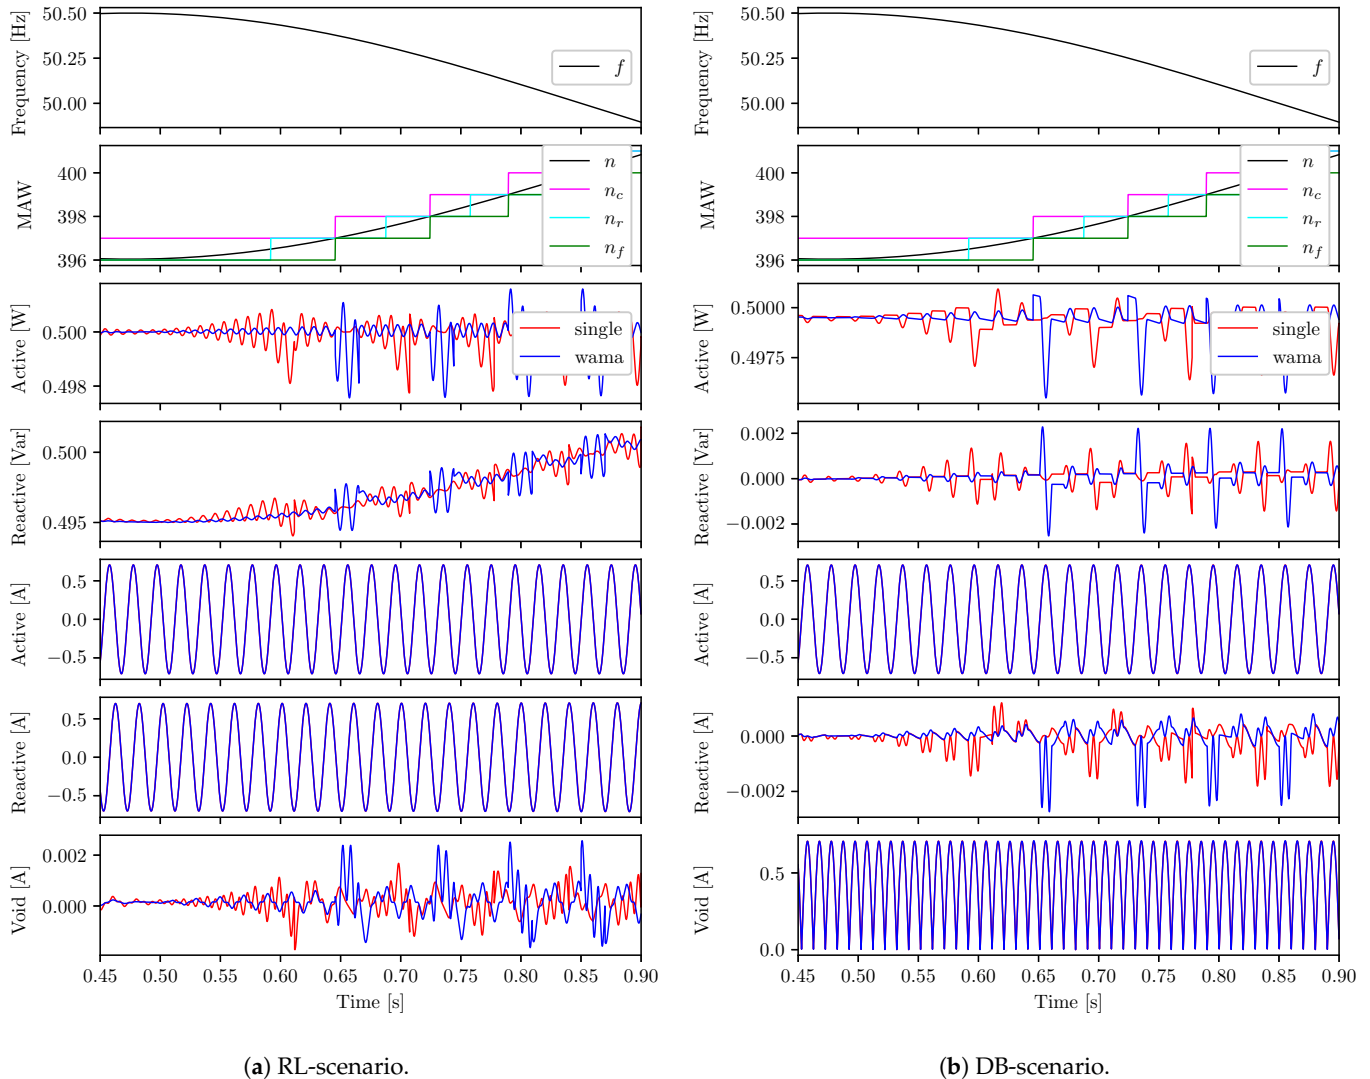 Frequency [Hz]
50.50
50.25
50.00
f
MAW
400
398
396
n
n_c
n_r
n_f
Active [W]
0.500
0.498
single
wama
Reactive [Var]
0.500
0.495
Active [A]
0.5
0.0
−0.5
Reactive [A]
0.5
0.0
−0.5
Void [A]
0.002
0.000
0.45 0.50 0.55 0.60 0.65 0.70 0.75 0.80 0.85 0.90
Time [s]
(a) RL-scenario.
Frequency [Hz]
50.50
50.25
50.00
f
MAW
400
398
396
n
n_c
n_r
n_f
Active [W]
0.5000
0.4975
single
wama
Reactive [Var]
0.002
0.000
−0.002
Active [A]
0.5
0.0
−0.5
Reactive [A]
0.000
−0.002
Void [A]
0.5
0.0
0.45 0.50 0.55 0.60 0.65 0.70 0.75 0.80 0.85 0.90
Time [s]
(b) DB-scenario.